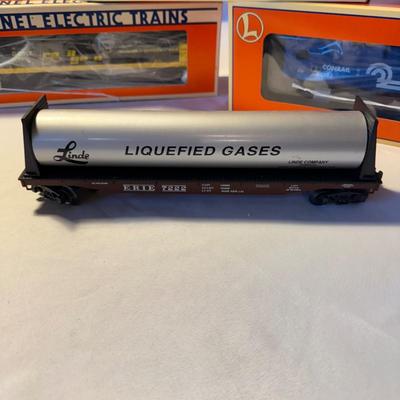 NEL ELECTRIC TRAINS
L
CONRAIL
Linde
LIQUEFIED GASES
LINDE COMPANY
ERIE 7222